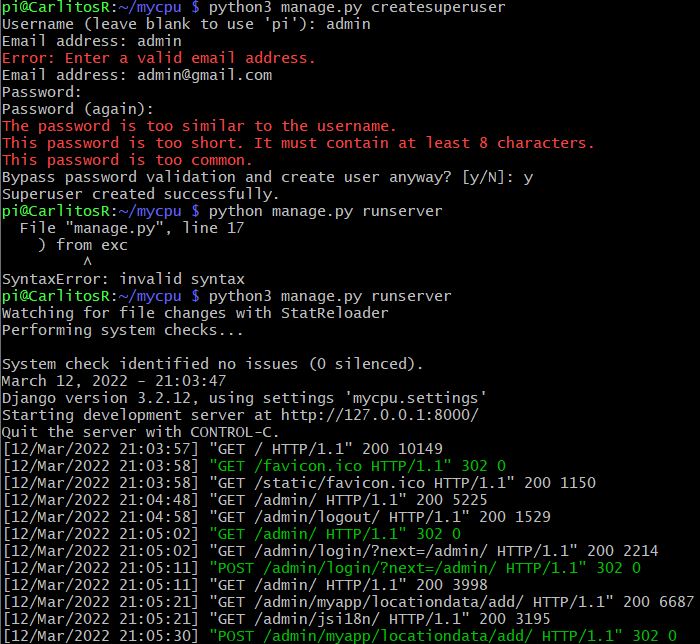 pi@CarlitosR:~/mycpu $ python3 manage.py createsuperuser
Username (leave blank to use 'pi'): admin
Email address: admin
Error: Enter a valid email address.
Email address: admin@gmail.com
Password:
Password (again):
The password is too similar to the username.
This password is too short. It must contain at least 8 characters.
This password is too common.
Bypass password validation and create user anyway? [y/N]: y
Superuser created successfully.
pi@CarlitosR:~/mycpu $ python manage.py runserver
  File "manage.py", line 17
    ) from exc
         ^
SyntaxError: invalid syntax
pi@CarlitosR:~/mycpu $ python3 manage.py runserver
Watching for file changes with StatReloader
Performing system checks...

System check identified no issues (0 silenced).
March 12, 2022 - 21:03:47
Django version 3.2.12, using settings 'mycpu.settings'
Starting development server at http://127.0.0.1:8000/
Quit the server with CONTROL-C.
[12/Mar/2022 21:03:57] "GET / HTTP/1.1" 200 10149
[12/Mar/2022 21:03:58] "GET /favicon.ico HTTP/1.1" 302 0
[12/Mar/2022 21:03:58] "GET /static/favicon.ico HTTP/1.1" 200 1150
[12/Mar/2022 21:04:48] "GET /admin/ HTTP/1.1" 200 5225
[12/Mar/2022 21:04:58] "GET /admin/logout/ HTTP/1.1" 200 1529
[12/Mar/2022 21:05:02] "GET /admin/ HTTP/1.1" 302 0
[12/Mar/2022 21:05:02] "GET /admin/login/?next=/admin/ HTTP/1.1" 200 2214
[12/Mar/2022 21:05:11] "POST /admin/login/?next=/admin/ HTTP/1.1" 302 0
[12/Mar/2022 21:05:11] "GET /admin/ HTTP/1.1" 200 3998
[12/Mar/2022 21:05:21] "GET /admin/myapp/locationdata/add/ HTTP/1.1" 200 6687
[12/Mar/2022 21:05:21] "GET /admin/jsi18n/ HTTP/1.1" 200 3195
[12/Mar/2022 21:05:30] "POST /admin/myapp/locationdata/add/ HTTP/1.1" 302 0